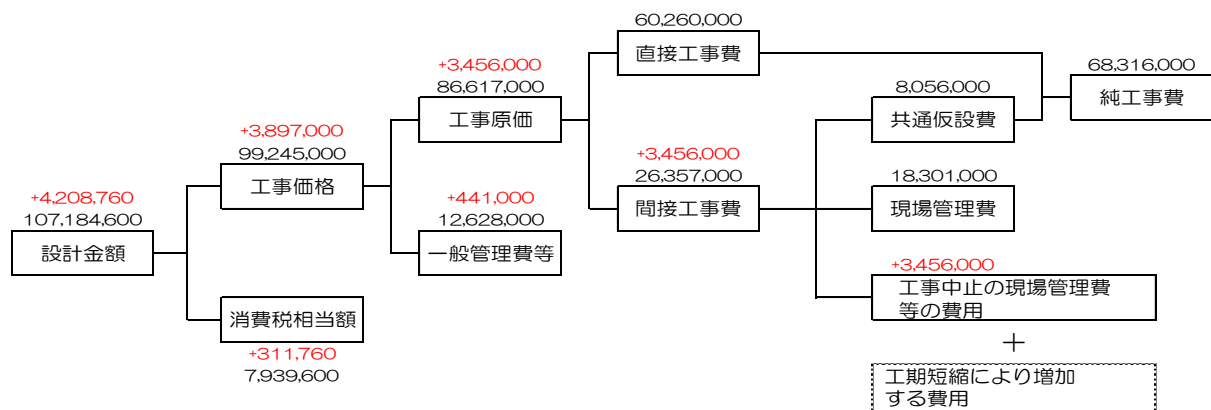 +4,208,760
107,184,600
設計金額
+3,897,000
99,245,000
工事価格
消費税相当額
+311,760
7,939,600
+3,456,000
86,617,000
工事原価
+441,000
12,628,000
一般管理費等
60,260,000
直接工事費
+3,456,000
26,357,000
間接工事費
8,056,000
共通仮設費
68,316,000
純工事費
18,301,000
現場管理費
+3,456,000
工事中止の現場管理費
等の費用
+
工期短縮により増加
する費用